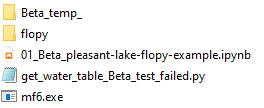 Beta_temp_
flopy
01_Beta_pleasant-lake-flopy-example.ipynb
get_water_table_Beta_test_failed.py
mf6.exe